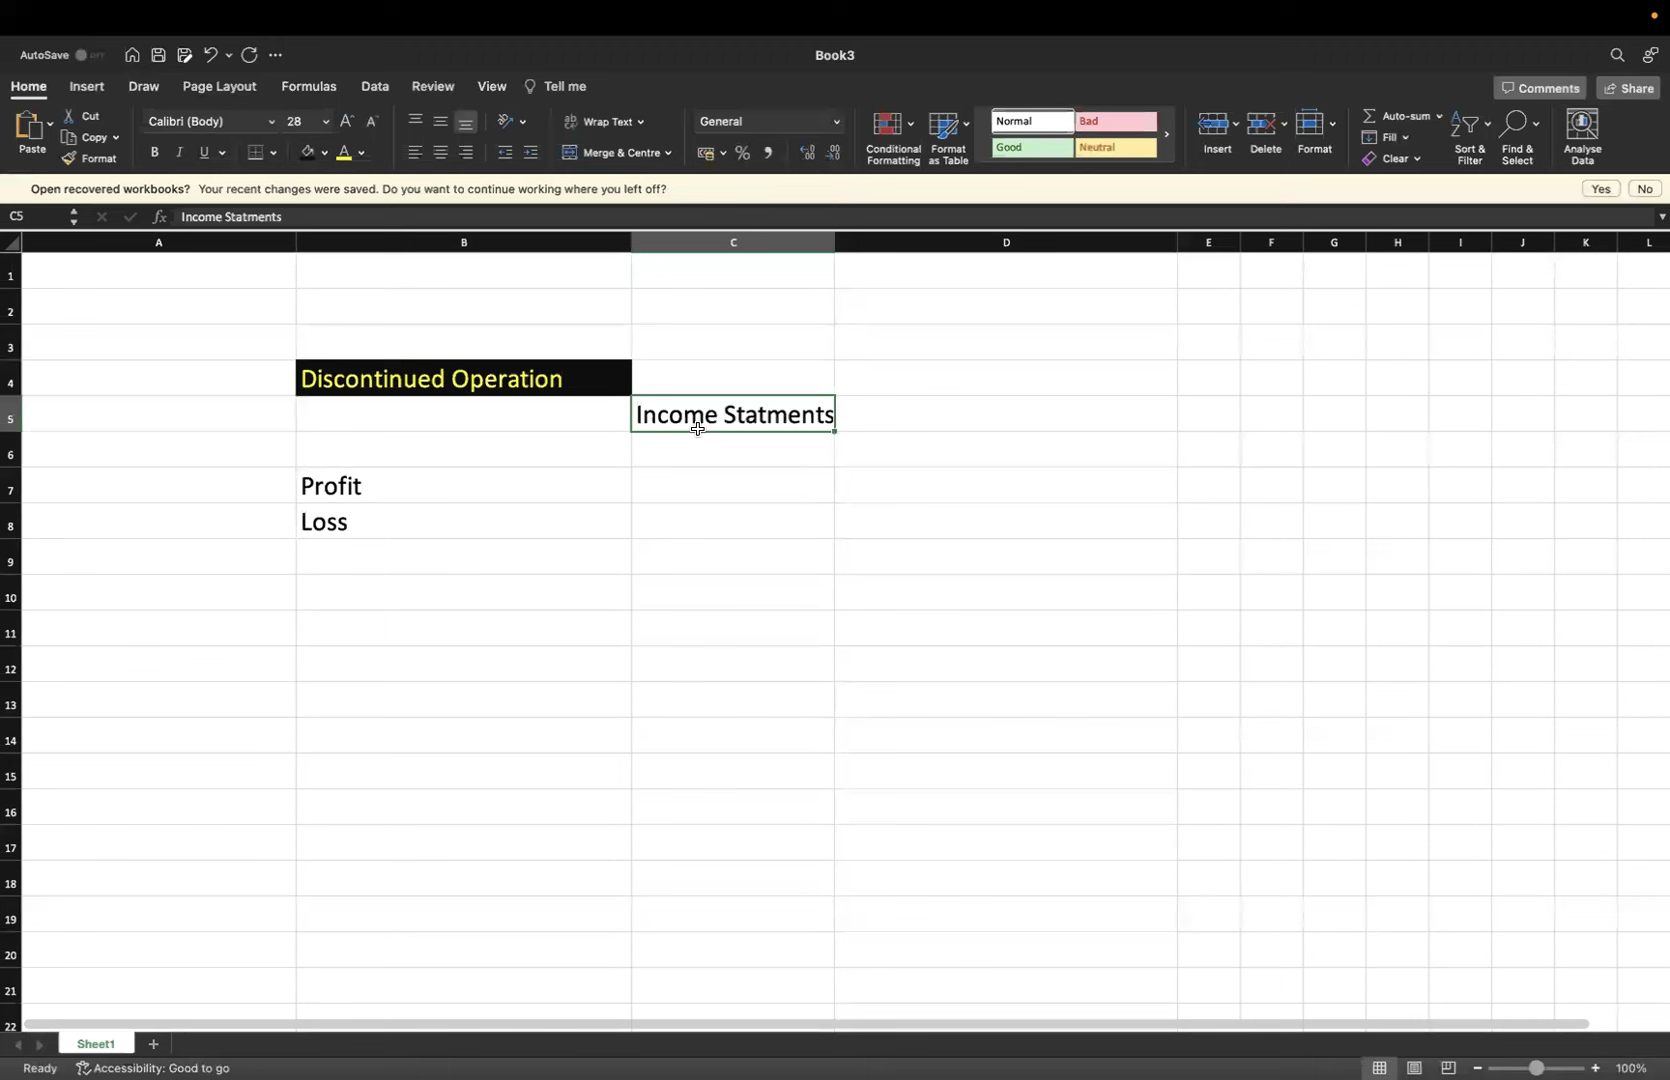 AutoSave OFF
Book3
Home Insert Draw Page Layout Formulas Data Review View Tell me
Comments Share
Paste
Cut
Copy
Format
Calibri (Body) 28
Wrap Text
Merge & Centre
General
Conditional Formatting
Format as Table
Normal Bad
Good Neutral
Insert
Delete
Format
Auto-sum
Fill
Clear
Sort & Filter
Find & Select
Analyse Data
Open recovered workbooks? Your recent changes were saved. Do you want to continue working where you left off? Yes No
C5 fx Income Statments
A B C D E F G H I J K L
1
2
3
4 Discontinued Operation
5 Income Statments
6
7 Profit
8 Loss
9
10
11
12
13
14
15
16
17
18
19
20
21
22
Sheet1
Ready Accessibility: Good to go 100%